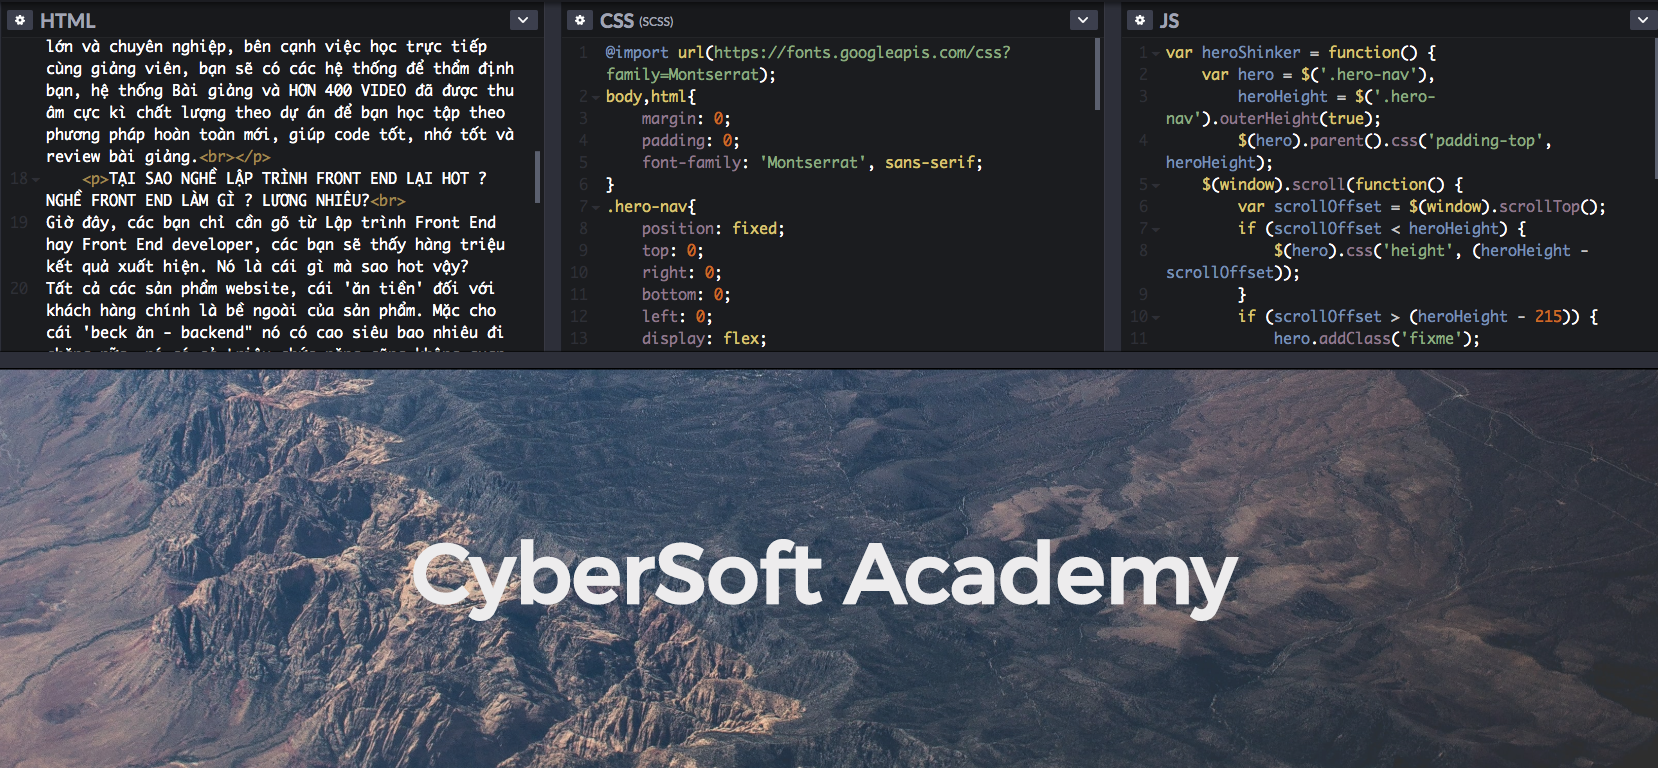 HTML
lớn và chuyên nghiệp, bên cạnh việc học trực tiếp
cùng giảng viên, bạn sẽ có các hệ thống để thẩm định
bạn, hệ thống Bài giảng và HƠN 400 VIDEO đã được thu
âm cực kì chất lượng theo dự án để bạn học tập theo
phương pháp hoàn toàn mới, giúp code tốt, nhớ tốt và
review bài giảng.<br></p>
18 <p>TẠI SAO NGHỀ LẬP TRÌNH FRONT END LẠI HOT ?
NGHỀ FRONT END LÀM GÌ ? LƯƠNG NHIÊU?<br>
19 Giờ đây, các bạn chỉ cần gõ từ Lập trình Front End
hay Front End developer, các bạn sẽ thấy hàng triệu
kết quả xuất hiện. Nó là cái gì mà sao hot vậy?
20 Tất cả các sản phẩm website, cái 'ăn tiền' đối với
khách hàng chính là bề ngoài của sản phẩm. Mặc cho
cái 'beck ăn - backend" nó có cao siêu bao nhiêu đi
CSS (SCSS)
1 @import url(https://fonts.googleapis.com/css?
family=Montserrat);
2 body,html{
3 margin: 0;
4 padding: 0;
5 font-family: 'Montserrat', sans-serif;
6 }
7 .hero-nav{
8 position: fixed;
9 top: 0;
10 right: 0;
11 bottom: 0;
12 left: 0;
13 display: flex;
JS
1 var heroShinker = function() {
2 var hero = $('.hero-nav'),
3 heroHeight = $('.hero-
nav').outerHeight(true);
4 $(hero).parent().css('padding-top',
heroHeight);
5 $(window).scroll(function() {
6 var scrollOffset = $(window).scrollTop();
7 if (scrollOffset < heroHeight) {
8 $(hero).css('height', (heroHeight -
scrollOffset));
9 }
10 if (scrollOffset > (heroHeight - 215)) {
11 hero.addClass('fixme');
CyberSoft Academy